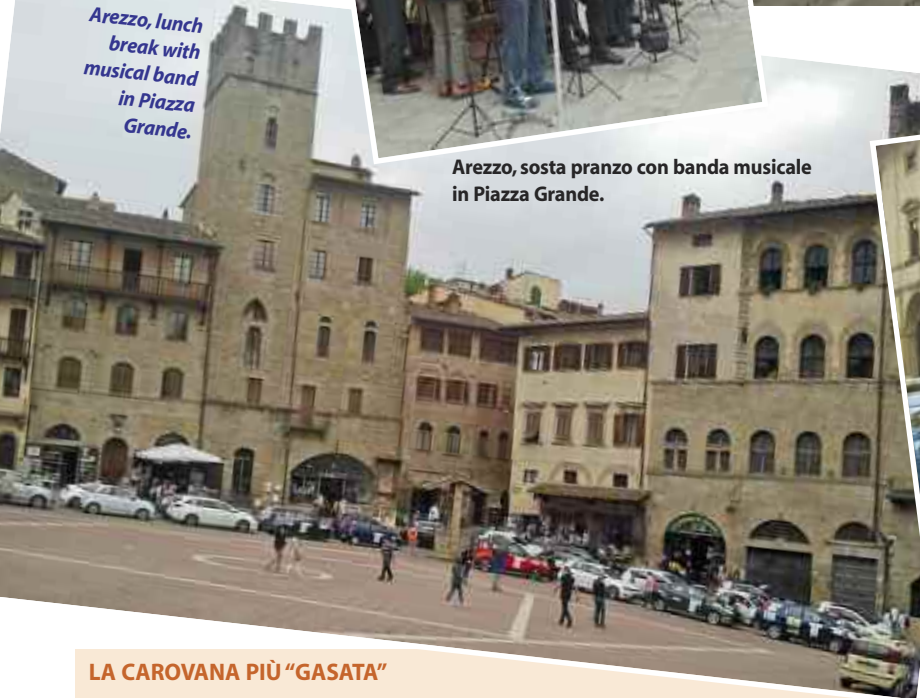 Arezzo, lunch
break with
musical band
in Piazza
Grande.
Arezzo, sosta pranzo con banda musicale
in Piazza Grande.
LA CAROVANA PIÙ “GASATA”